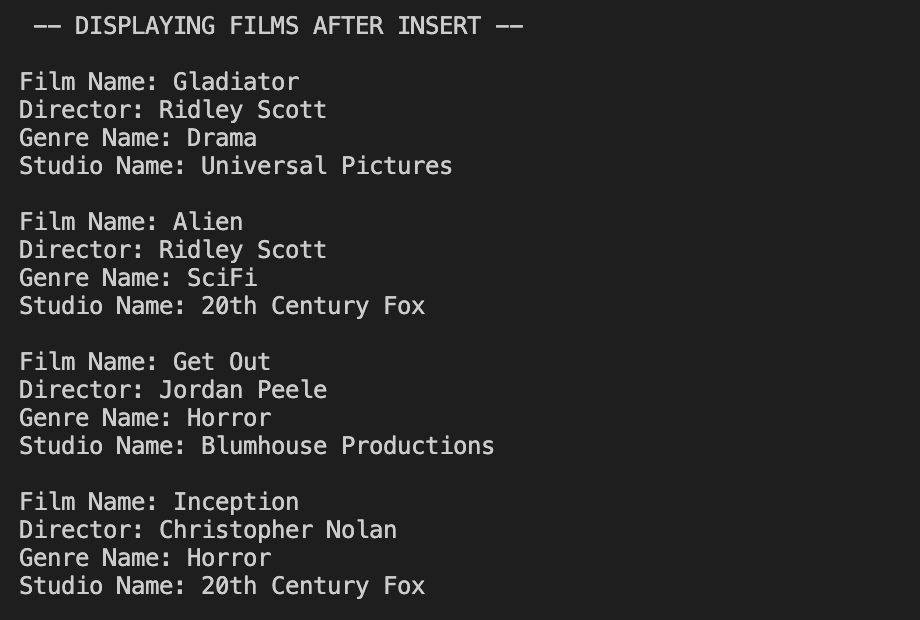 -- DISPLAYING FILMS AFTER INSERT --
Film Name: Gladiator
Director: Ridley Scott
Genre Name: Drama
Studio Name: Universal Pictures
Film Name: Alien
Director: Ridley Scott
Genre Name: SciFi
Studio Name: 20th Century Fox
Film Name: Get Out
Director: Jordan Peele
Genre Name: Horror
Studio Name: Blumhouse Productions
Film Name: Inception
Director: Christopher Nolan
Genre Name: Horror
Studio Name: 20th Century Fox